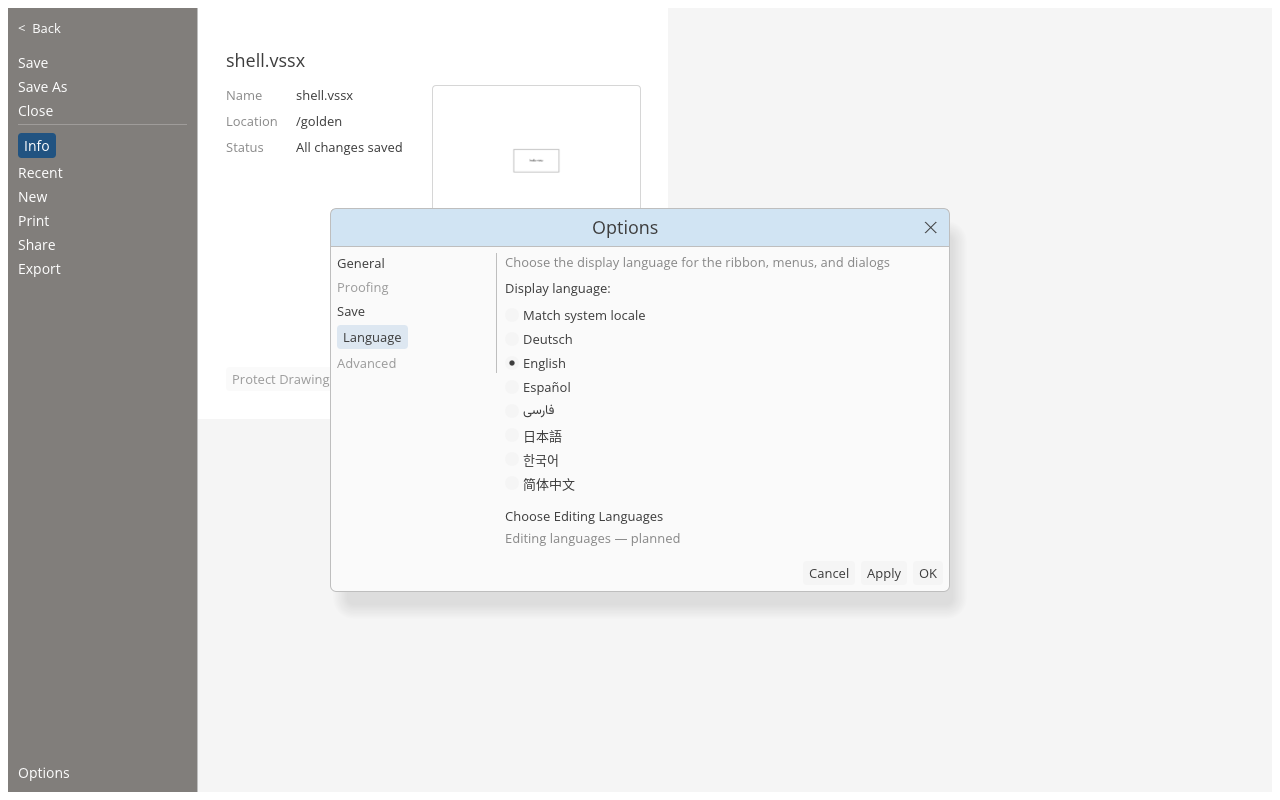 < Back
Save
Save As
Close
Info
Recent
New
Print
Share
Export
Options
shell.vssx
Name shell.vssx
Location /golden
Status All changes saved
Protect Drawing
Options
General
Proofing
Save
Language
Advanced
Choose the display language for the ribbon, menus, and dialogs
Display language:
Match system locale
Deutsch
English
Español
فارسی
日本語
한국어
简体中文
Choose Editing Languages
Editing languages — planned
Cancel Apply OK